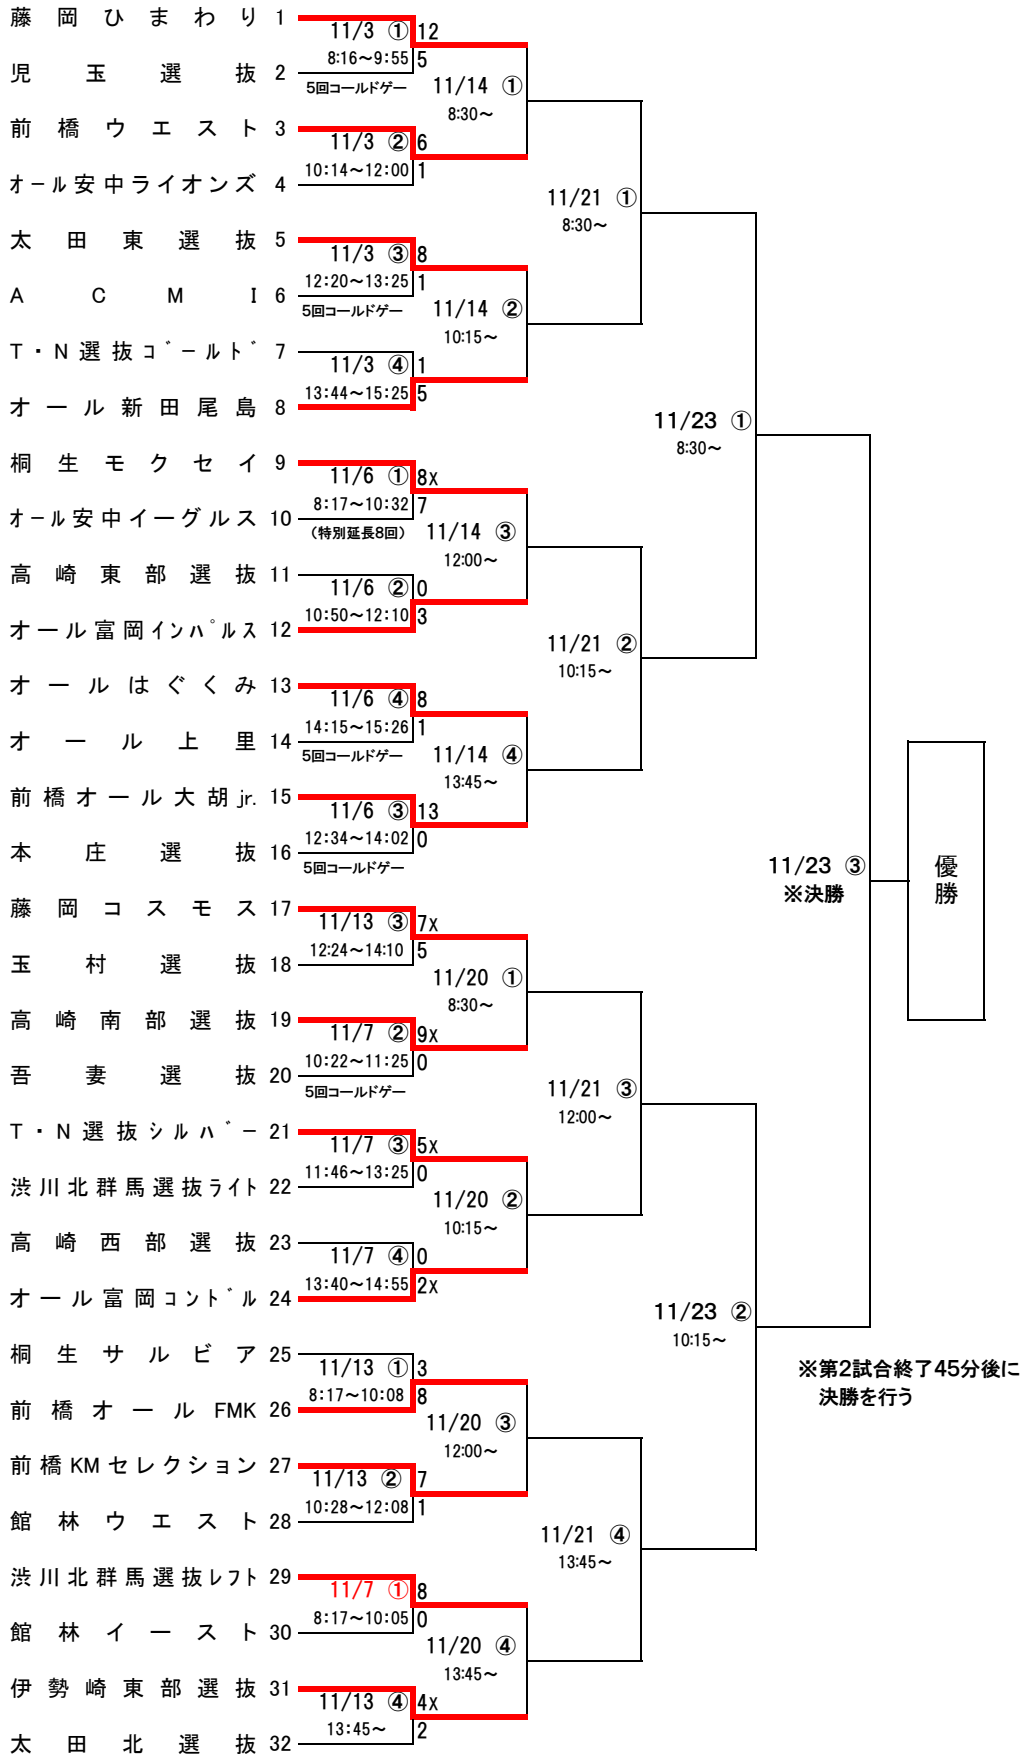 藤岡ひまわり 1
11/3 ① 12
8:16～9:55 5
児玉選抜 2
5回コールドゲー
11/14 ①
8:30～
前橋ウエスト 3
11/3 ② 6
10:14～12:00 1
オール安中ライオンズ 4
11/21 ①
8:30～
太田東選抜 5
11/3 ③ 8
12:20～13:25 1
ACMI 6
5回コールドゲー
11/14 ②
10:15～
T・N選抜ゴールド 7
11/3 ④ 1
13:44～15:25 5
オール新田尾島 8
11/23 ①
8:30～
桐生モクセイ 9
11/6 ① 8x
8:17～10:32 7
オール安中イーグルス 10
(特別延長8回)
11/14 ③
12:00～
高崎東部選抜 11
11/6 ② 0
10:50～12:10 3
オール富岡インパルス 12
11/21 ②
10:15～
オールはぐくみ 13
11/6 ④ 8
14:15～15:26 1
オール上里 14
5回コールドゲー
11/14 ④
13:45～
前橋オール大胡jr. 15
11/6 ③ 13
12:34～14:02 0
本庄選抜 16
5回コールドゲー
11/23 ③
※決勝
優勝
藤岡コスモス 17
11/13 ③ 7x
12:24～14:10 5
玉村選抜 18
11/20 ①
8:30～
高崎南部選抜 19
11/7 ② 9x
10:22～11:25 0
吾妻選抜 20
5回コールドゲー
11/21 ③
12:00～
T・N選抜シルバー 21
11/7 ③ 5x
11:46～13:25 0
渋川北群馬選抜ライト 22
11/20 ②
10:15～
高崎西部選抜 23
11/7 ④ 0
13:40～14:55 2x
オール富岡コンドル 24
11/23 ②
10:15～
※第2試合終了45分後に
決勝を行う
桐生サルビア 25
11/13 ① 3
8:17～10:08 8
前橋オールFMK 26
11/20 ③
12:00～
前橋KMセレクション 27
11/13 ② 7
10:28～12:08 1
館林ウエスト 28
11/21 ④
13:45～
渋川北群馬選抜レフト 29
11/7 ① 8
8:17～10:05 0
館林イースト 30
11/20 ④
13:45～
伊勢崎東部選抜 31
11/13 ④ 4x
13:45～ 2
太田北選抜 32